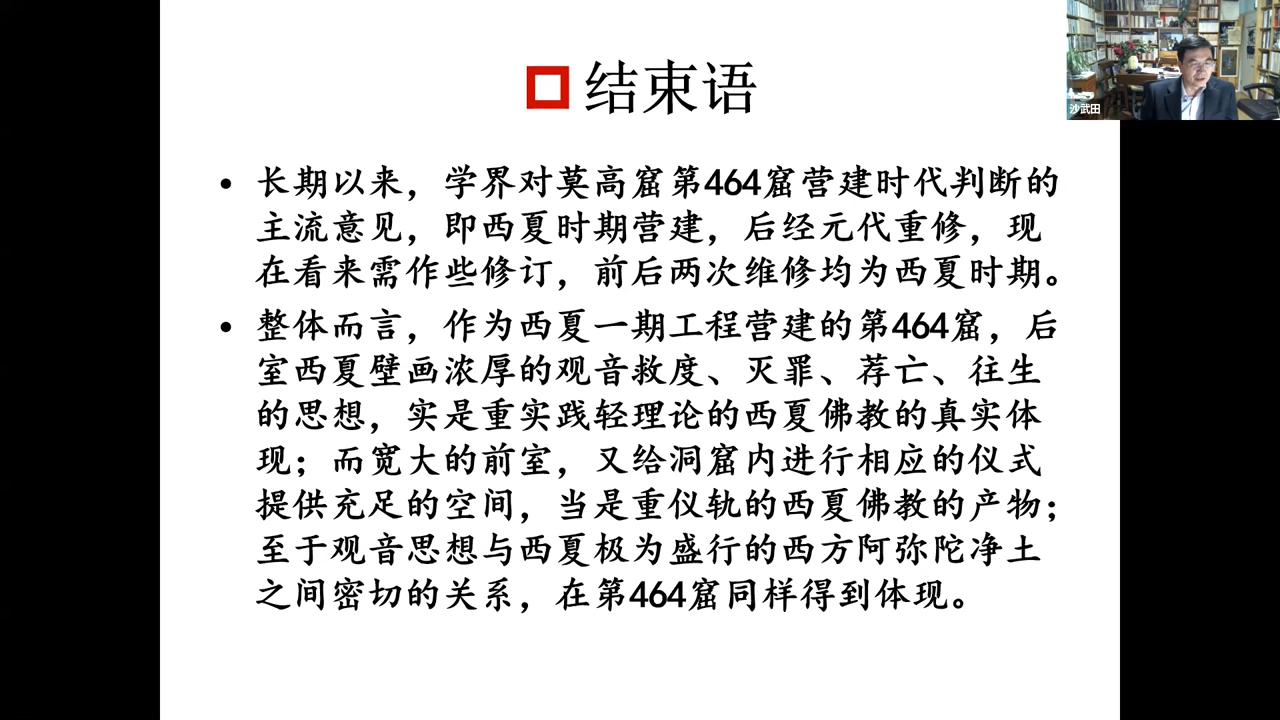 结束语
• 长期以来，学界对莫高窟第464窟营建时代判断的
主流意见，即西夏时期营建，后经元代重修，现
在看来需作些修订，前后两次维修均为西夏时期。
• 整体而言，作为西夏一期工程营建的第464窟，后
室西夏壁画浓厚的观音救度、灭罪、荐亡、往生
的思想，实是重实践轻理论的西夏佛教的真实体
现；而宽大的前室，又给洞窟内进行相应的仪式
提供充足的空间，当是重仪轨的西夏佛教的产物；
至于观音思想与西夏极为盛行的西方阿弥陀净土
之间密切的关系，在第464窟同样得到体现。
沙武田